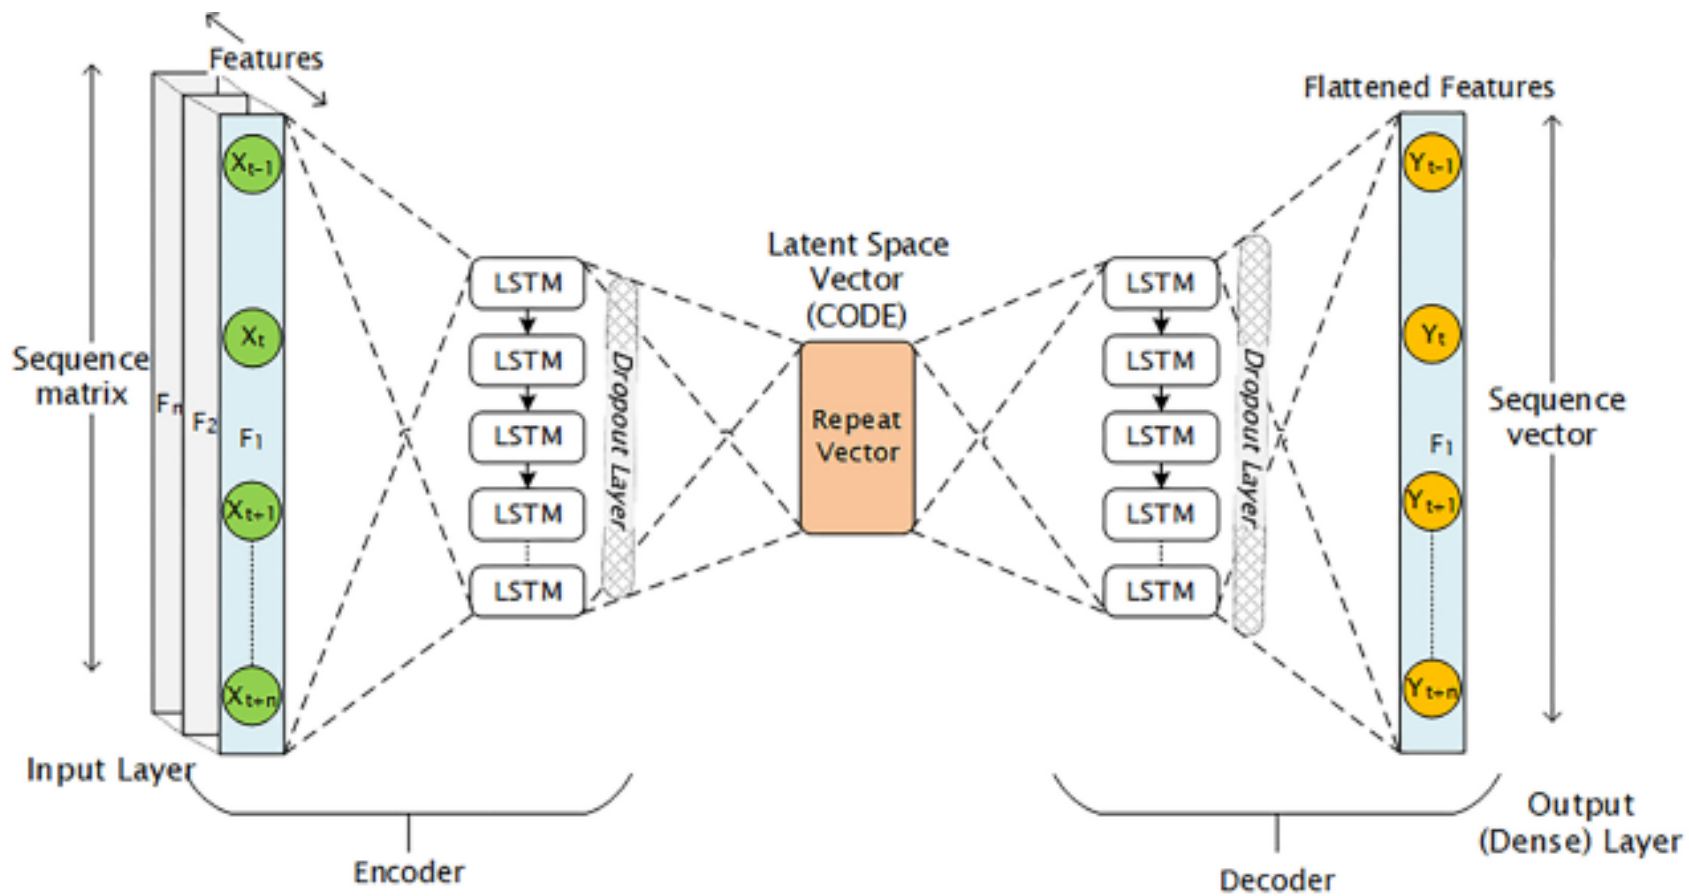 Features
Sequence
matrix
Fn
F2
F1
Xt-1
Xt
Xt+1
Xt+n
Input Layer
LSTM
LSTM
LSTM
LSTM
LSTM
Dropout Layer
Encoder
Latent Space
Vector
(CODE)
Repeat
Vector
LSTM
LSTM
LSTM
LSTM
LSTM
Dropout Layer
Decoder
Flattened Features
Yt-1
Yt
F1
Yt+1
Yt+n
Sequence
vector
Output
(Dense) Layer